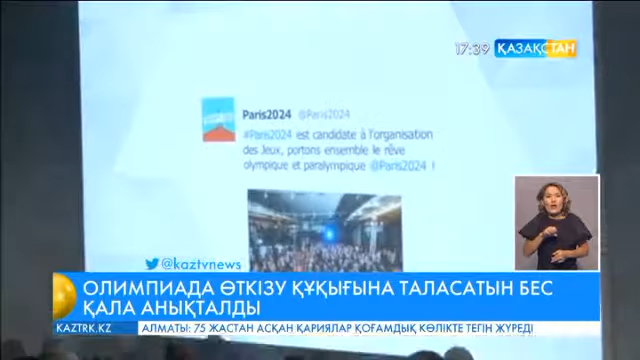 17:39 ҚАЗАҚСТАН
Paris2024 @Paris2024
#Paris2024 est candidate à l'organisation
des Jeux, portons ensemble le rêve
olympique et paralympique @Paris2024 !
@kaztvnews
ОЛИМПИАДА ӨТКІЗУ ҚҰҚЫҒЫНА ТАЛАСАТЫН БЕС
ҚАЛА АНЫҚТАЛДЫ
KAZTRK.KZ АЛМАТЫ: 75 ЖАСТАН АСҚАН ҚАРИЯЛАР ҚОҒАМДЫҚ КӨЛІКТЕ ТЕГІН ЖҮРЕДІ